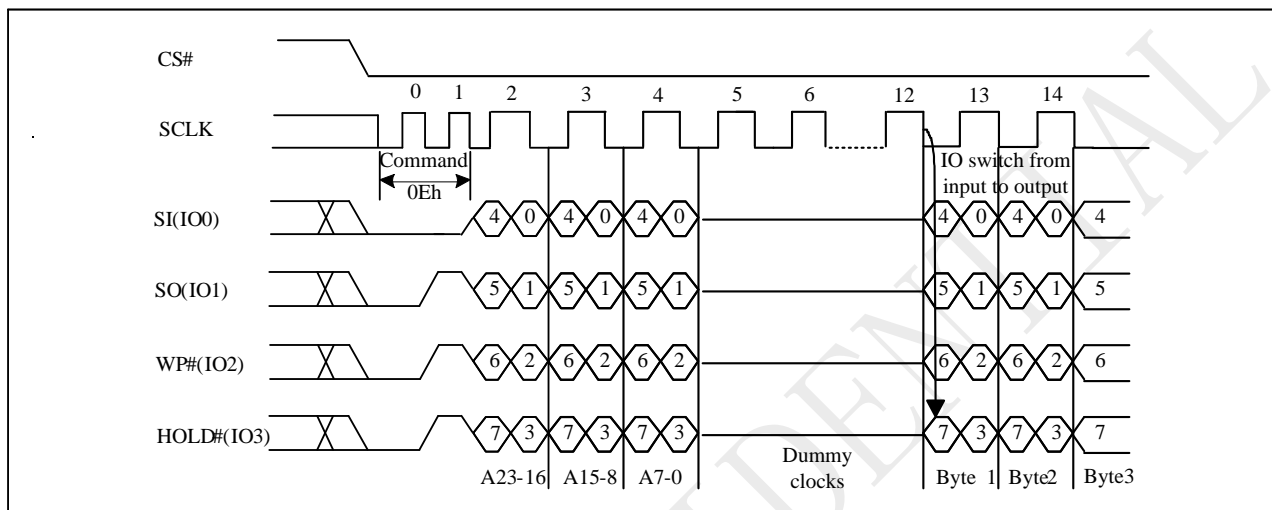 CS#
0 1 2 3 4 5 6 12 13 14
SCLK
Command
0Eh
IO switch from
input to output
SI(IO0) 4 0 4 0 4 0 4 0 4 0 4
SO(IO1) 5 1 5 1 5 1 5 1 5 1 5
WP#(IO2) 6 2 6 2 6 2 6 2 6 2 6
HOLD#(IO3) 7 3 7 3 7 3 7 3 7 3 7
A23-16 A15-8 A7-0
Dummy
clocks
Byte 1 Byte2 Byte3
DENTIAL